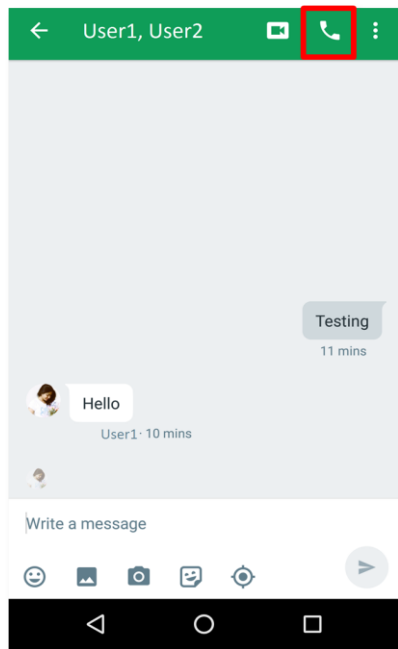 User1, User2
Testing
11 mins
Hello
User1· 10 mins
Write a message